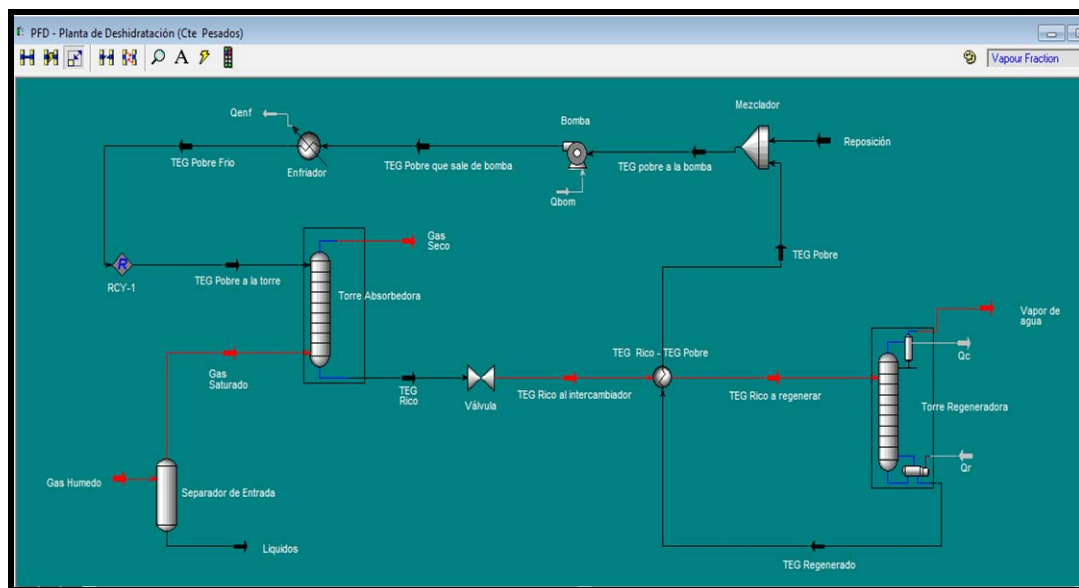 PFD - Planta de Deshidratación (Cte Pesados)
A
Vapour Fraction
Qenf
Enfriador
TEG Pobre Frio
TEG Pobre que sale de bomba
Bomba
Qbom
TEG pobre a la bomba
Mezclador
Reposición
R
RCY-1
TEG Pobre a la torre
Gas
Seco
Torre Absorbedora
TEG Pobre
Gas
Saturado
TEG
Rico
Válvula
TEG Rico al intercambiador
TEG Rico - TEG Pobre
TEG Rico a regenerar
Vapor de
agua
Qc
Torre Regeneradora
Qr
Gas Humedo
Separador de Entrada
Liquidos
TEG Regenerado